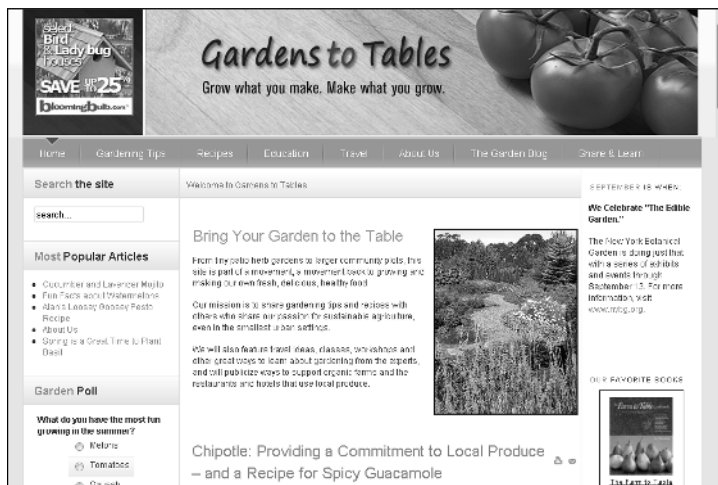 select
Bird
& Lady bug
houses
SAVE UP TO 25%
bloomingbulb.com
Gardens to Tables
Grow what you make. Make what you grow.
Home
Gardening Tips
Recipes
Education
Travel
About Us
The Garden Blog
Share & Learn
Search the site
search...
Most Popular Articles
Cucumber and Lavender Mojito
Fun Facts about Watermelons
Alan's Loosey Goosey Pesto
Recipe
About Us
Spring is a Great Time to Plant
Basil
Garden Poll
What do you have the most fun
growing in the summer?
Melons
Tomatoes
Welcome to Gardens to Tables
Bring Your Garden to the Table
From tiny patio herb gardens to larger community plots, this
site is part of a movement, a movement back to growing and
making our own fresh, delicious, healthy food.
Our mission is to share gardening tips and recipes with
others who share our passion for sustainable agriculture,
even in the smallest urban settings.
We will also feature travel ideas, classes, workshops and
other great ways to learn about gardening from the experts,
and will publicize ways to support organic farms and the
restaurants and hotels that use local produce.
Chipotle: Providing a Commitment to Local Produce
– and a Recipe for Spicy Guacamole
SEPTEMBER IS WHEN:
We Celebrate "The Edible
Garden."
The New York Botanical
Garden is doing just that
with a series of exhibits
and events through
September 13. For more
information, visit
www.nybg.org.
OUR FAVORITE BOOKS
The Farm to Table